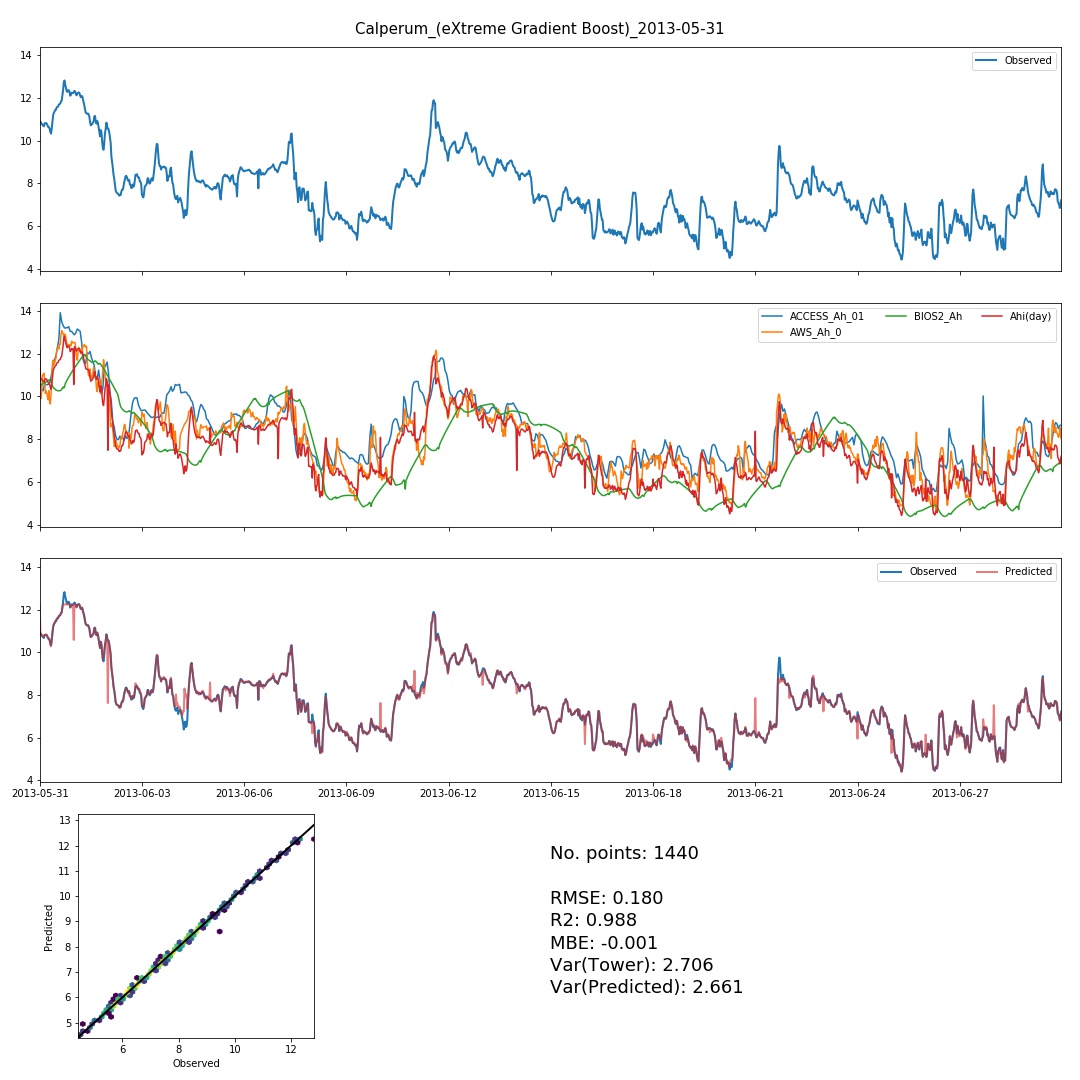 Calperum_(eXtreme Gradient Boost)_2013-05-31
14
12
10
8
6
4
Observed
14
12
10
8
6
4
ACCESS_Ah_01 BIOS2_Ah Ahi(day)
AWS_Ah_0
14
12
10
8
6
4
Observed Predicted
2013-05-31 2013-06-03 2013-06-06 2013-06-09 2013-06-12 2013-06-15 2013-06-18 2013-06-21 2013-06-24 2013-06-27
13
12
11
10
9
8
7
6
5
Predicted
6 8 10 12
Observed
No. points: 1440
RMSE: 0.180
R2: 0.988
MBE: -0.001
Var(Tower): 2.706
Var(Predicted): 2.661